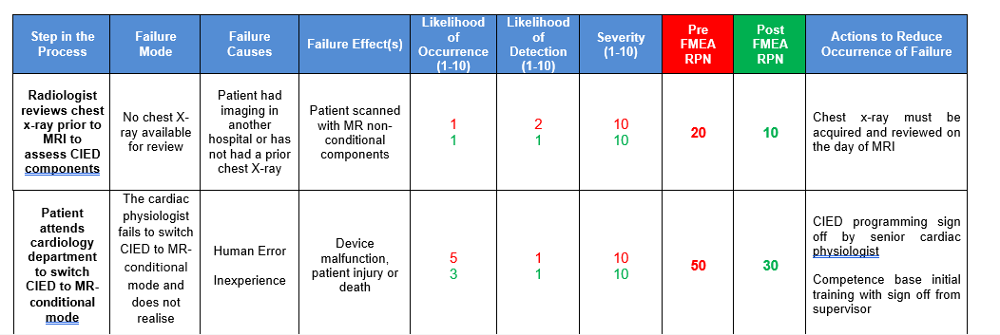 Step in the
Process
Failure
Mode
Failure
Causes
Failure Effect(s)
Likelihood
of
Occurrence
(1-10)
Likelihood
of
Detection
(1-10)
Severity
(1-10)
Pre
FMEA
RPN
Post
FMEA
RPN
Actions to Reduce
Occurrence of Failure
Radiologist
reviews chest
x-ray prior to
MRI to
assess CIED
components
No chest X-
ray available
for review
Patient had
imaging in
another
hospital or has
not had a prior
chest X-ray
Patient scanned
with MR non-
conditional
components
1
1
2
1
10
10
20
10
Chest x-ray must be
acquired and reviewed on
the day of MRI
Patient
attends
cardiology
department
to switch
CIED to MR-
conditional
mode
The cardiac
physiologist
fails to switch
CIED to MR-
conditional
mode and
does not
realise
Human Error
Inexperience
Device
malfunction,
patient injury or
death
5
3
1
1
10
10
50
30
CIED programming sign
off by senior cardiac
physiologist
Competence base initial
training with sign off from
supervisor